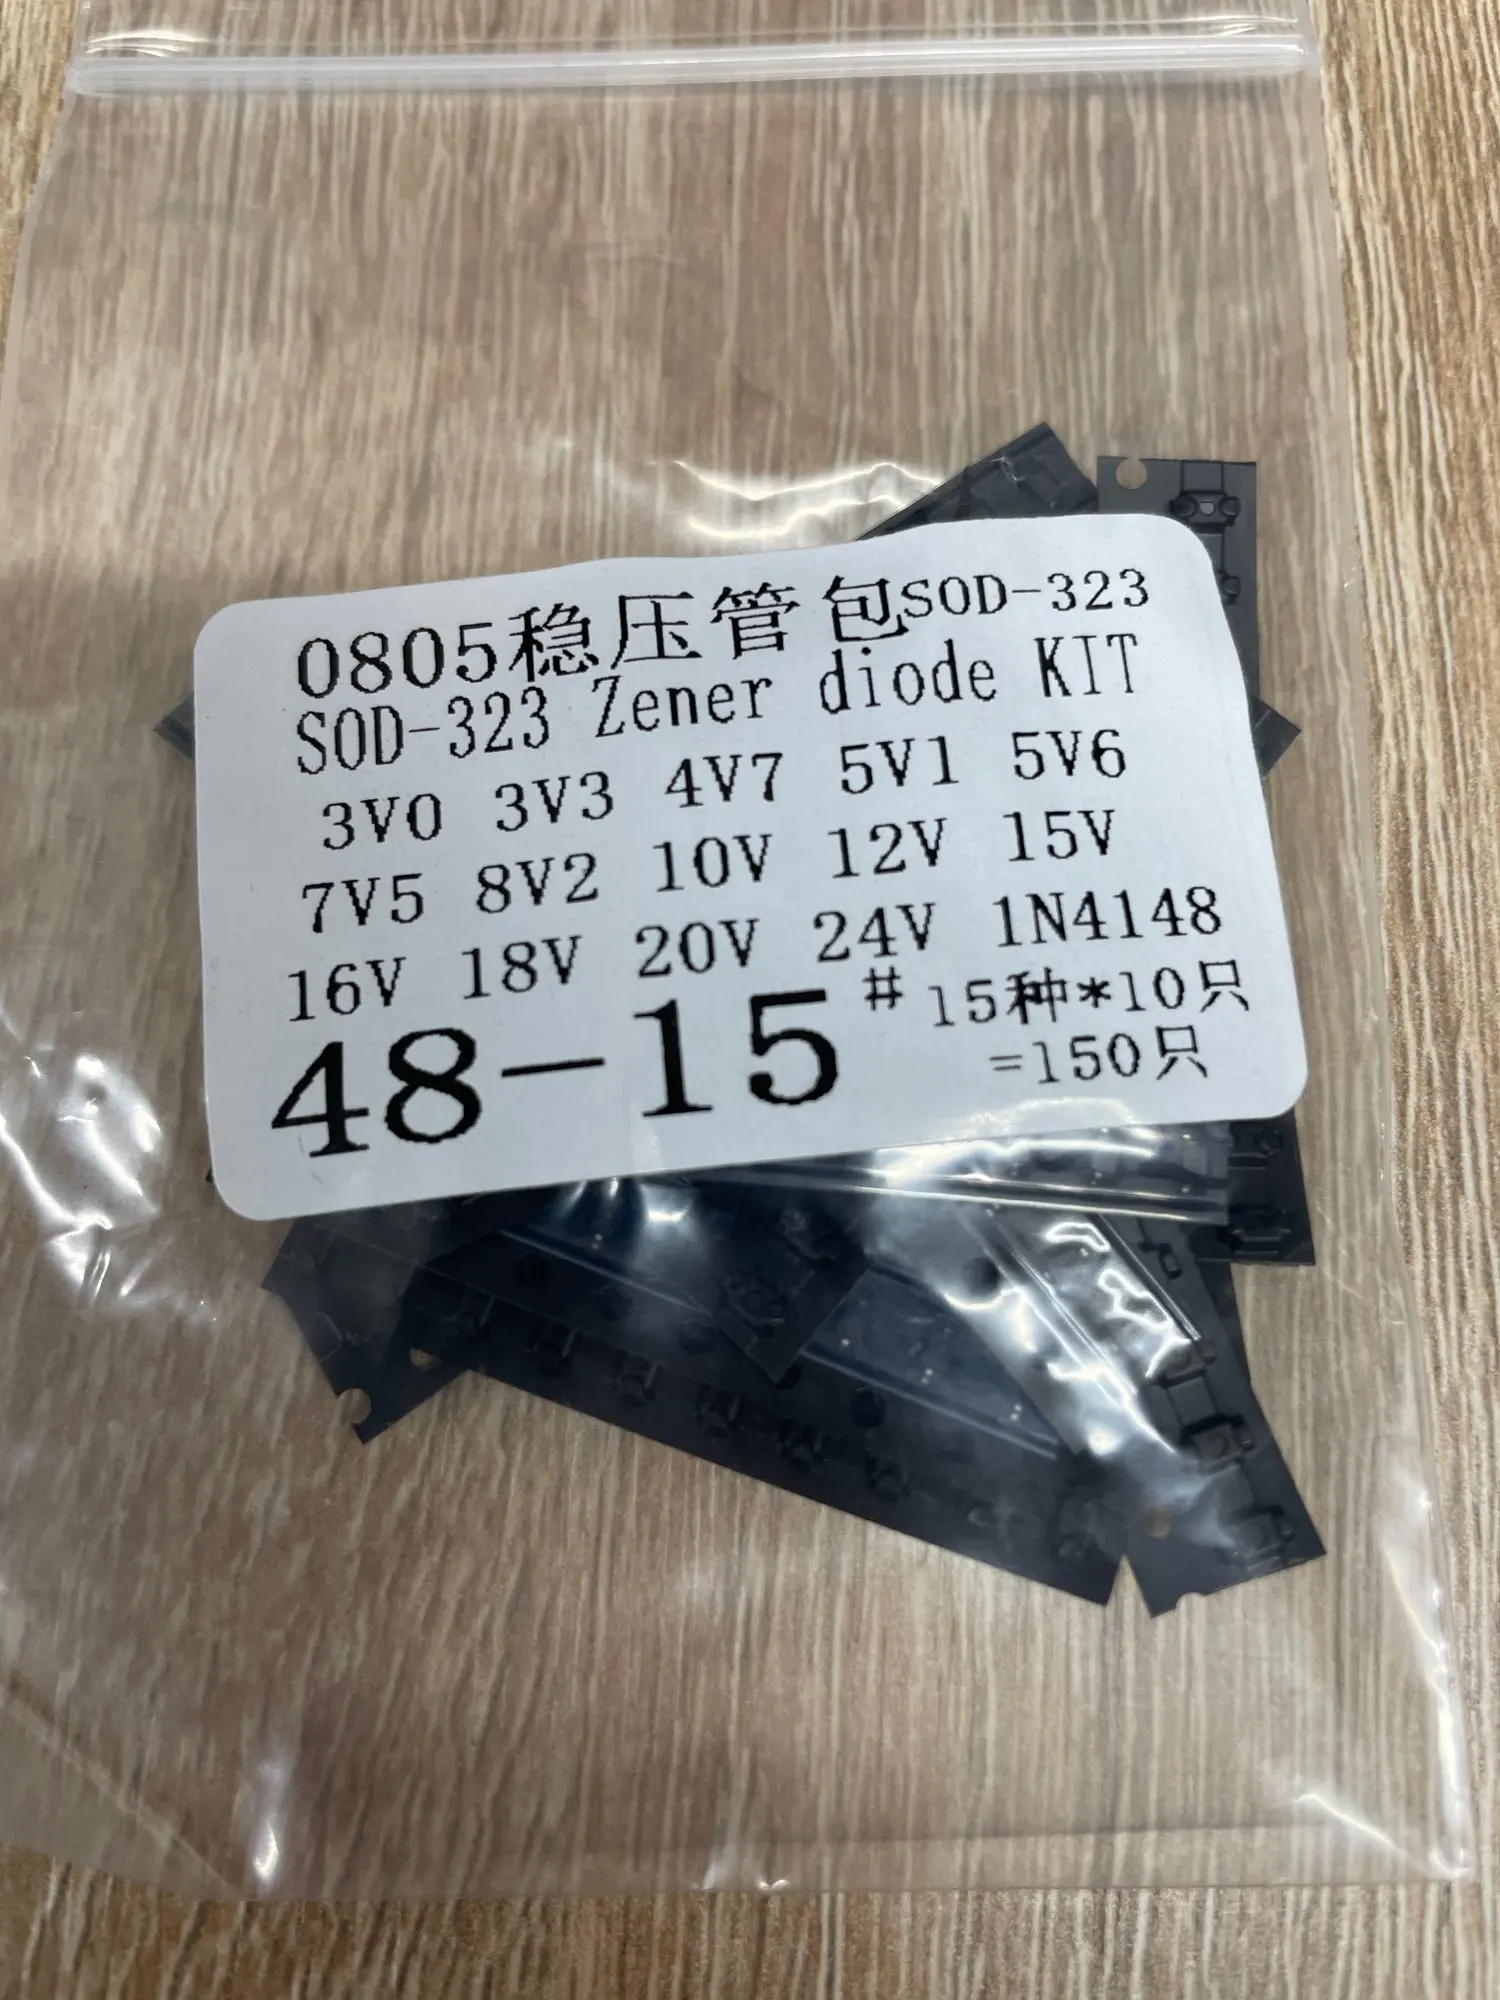 0805稳压管包SOD-323
SOD-323 Zener diode KIT
3V0 3V3 4V7 5V1 5V6
7V5 8V2 10V 12V 15V
16V 18V 20V 24V 1N4148
48-15# 15种*10只
=150只